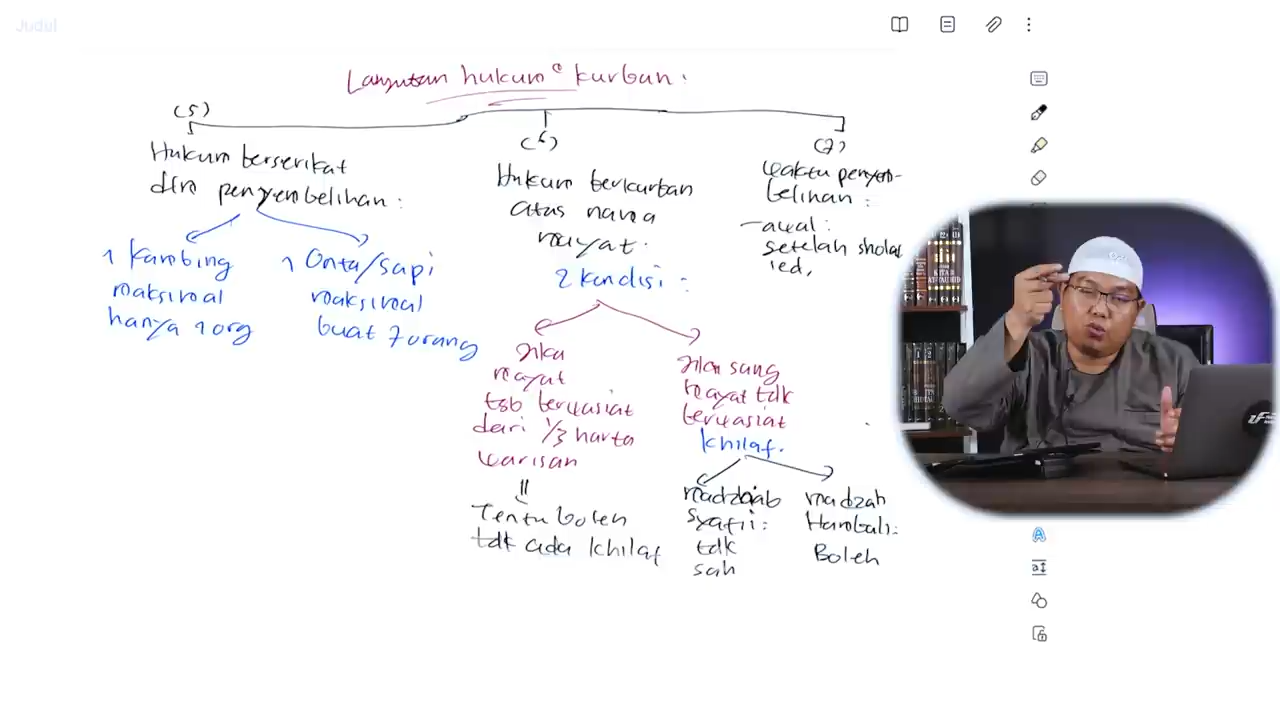 Judul
Lanjutan hukum kurban:
(5)
Hukum berserikat
dlm penyembelihan:
1 Kambing
maksimal
hanya 1 org
1 Onta/sapi
maksimal
buat 7 orang
(6)
Hukum berkurban
atas nama
mayat.
2 kondisi:
Jika
mayat
tsb berwasiat
dari 1/3 harta
warisan
Tentu boleh
tdk ada khilaf
Jika sang
mayat tdk
berwasiat
khilaf.
madzhab
Syafii:
tdk
sah
madzab
Hambali:
Boleh
(7)
waktu penyem-
belihan:
- awal:
setelah sholat
ied,